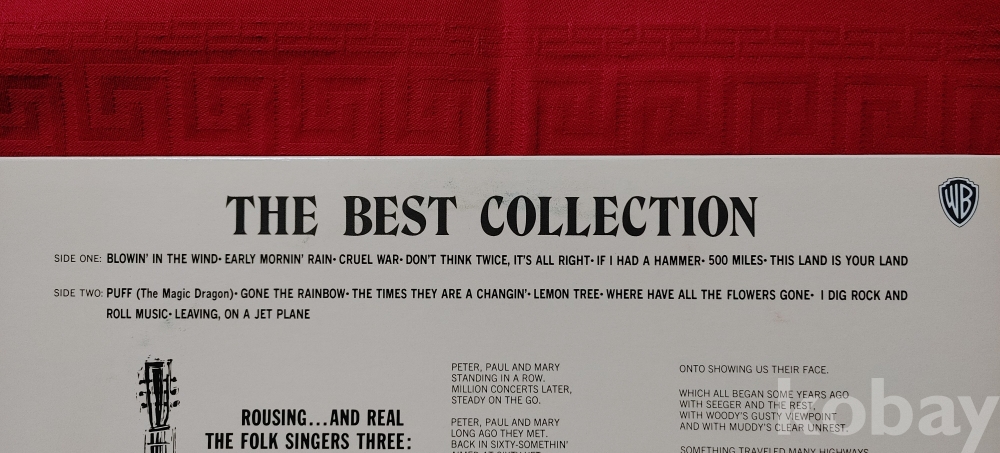 THE BEST COLLECTION
WB
SIDE ONE: BLOWIN' IN THE WIND• EARLY MORNIN' RAIN• CRUEL WAR• DON'T THINK TWICE, IT'S ALL RIGHT• IF I HAD A HAMMER• 500 MILES• THIS LAND IS YOUR LAND
SIDE TWO: PUFF (The Magic Dragon)• GONE THE RAINBOW• THE TIMES THEY ARE A CHANGIN'• LEMON TREE• WHERE HAVE ALL THE FLOWERS GONE• I DIG ROCK AND
ROLL MUSIC• LEAVING, ON A JET PLANE
ROUSING...AND REAL
THE FOLK SINGERS THREE:
PETER, PAUL AND MARY
STANDING IN A ROW.
MILLION CONCERTS LATER,
STEADY ON THE GO.
PETER, PAUL AND MARY
LONG AGO THEY MET.
BACK IN SIXTY-SOMETHIN'
ONTO SHOWING US THEIR FACE.
WHICH ALL BEGAN SOME YEARS AGO
WITH SEEGER AND THE REST,
WITH WOODY'S GUSTY VIEWPOINT
AND WITH MUDDY'S CLEAR UNREST.
SOMETHING TRAVELED MANY HIGHWAYS
kobay